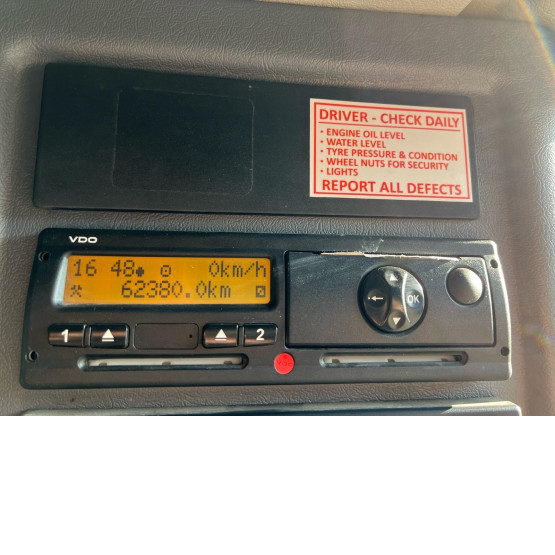 DRIVER - CHECK DAILY
• ENGINE OIL LEVEL
• WATER LEVEL
• TYRE PRESSURE & CONDITION
• WHEEL NUTS FOR SECURITY
• LIGHTS
REPORT ALL DEFECTS
VDO
16 48 0km/h
62380.0km
1 2
OK